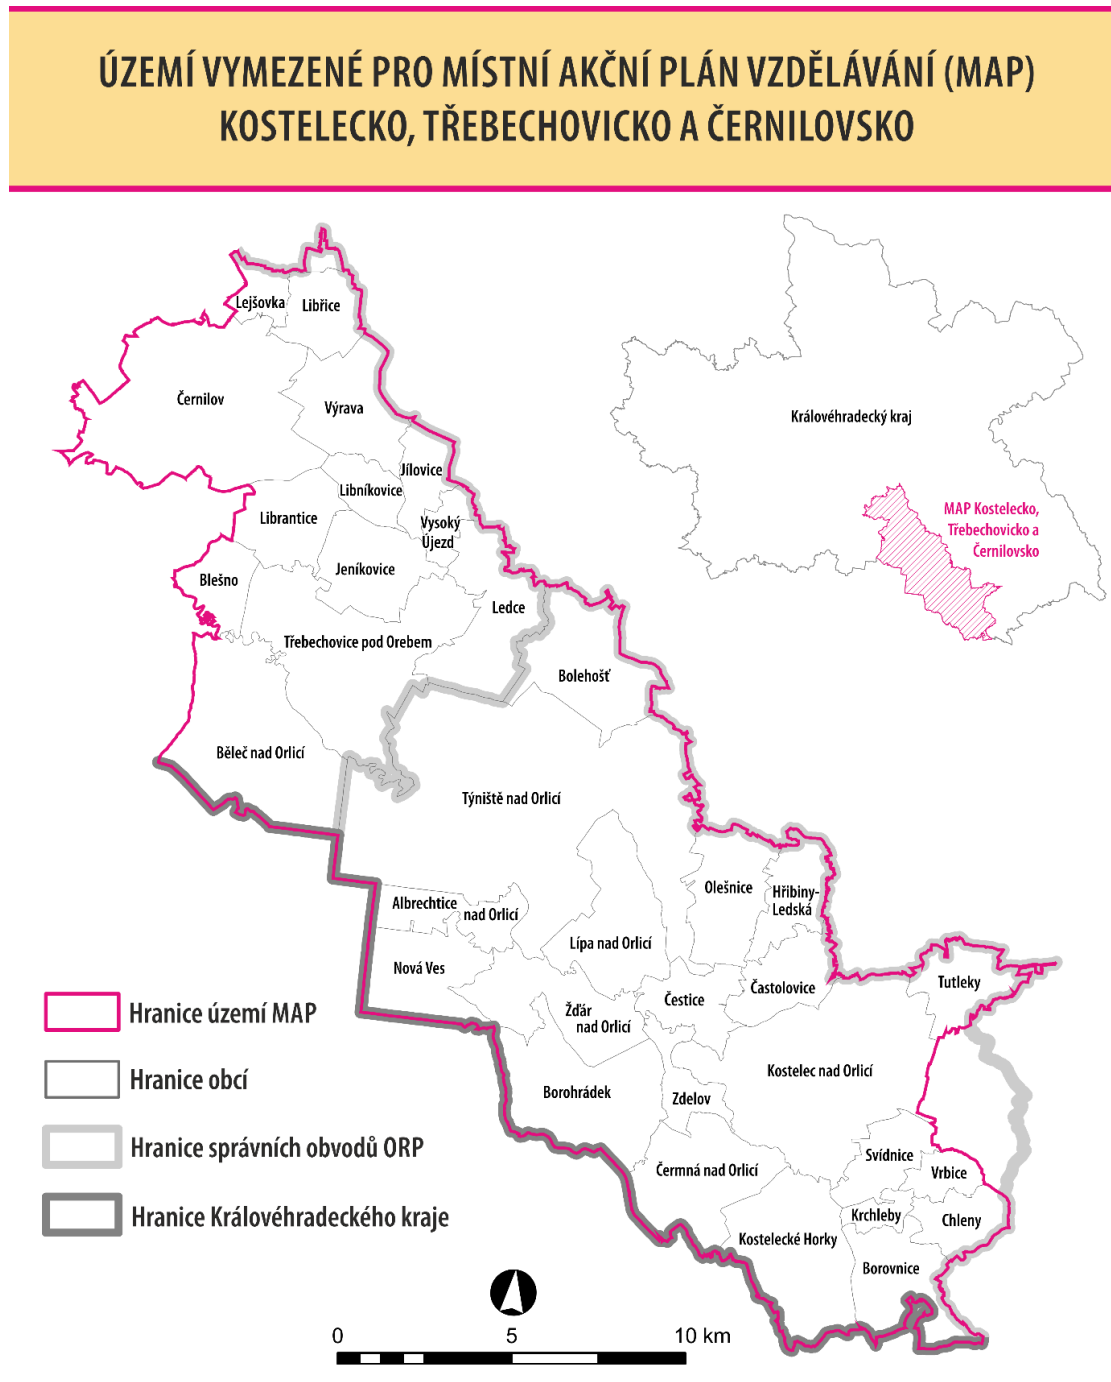 ÚZEMÍ VYMEZENÉ PRO MÍSTNÍ AKČNÍ PLÁN VZDĚLÁVÁNÍ (MAP)
KOSTELECKO, TŘEBECHOVICKO A ČERNILOVSKO
Lejšovka
Libřice
Černilov
Výrava
Královéhradecký kraj
Jílovice
Libníkovice
Librantice
Vysoký
Újezd
MAP Kostelecko,
Třebechovicko a
Černilovsko
Jeníkovice
Blešno
Ledce
Třebechovice pod Orebem
Bolehošť
Běleč nad Orlicí
Týniště nad Orlicí
Olešnice
Hřibiny-
Ledská
Albrechtice
nad Orlicí
Lípa nad Orlicí
Nová Ves
Častolovice
Tutleky
Čestice
Žďár
nad Orlicí
Kostelec nad Orlicí
Borohrádek
Zdelov
Svídnice
Vrbice
Čermná nad Orlicí
Krchleby
Chleny
Kostelecké Horky
Borovnice
Hranice území MAP
Hranice obcí
Hranice správních obvodů ORP
Hranice Královéhradeckého kraje
0 5 10 km